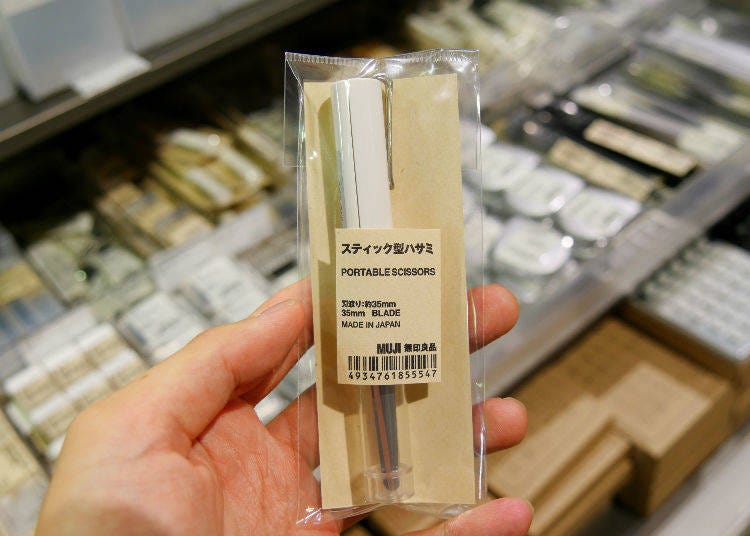 スティック型ハサミ
PORTABLE SCISSORS
刃渡り:約35mm
35mm BLADE
MADE IN JAPAN
MUJI 無印良品
4934761855547